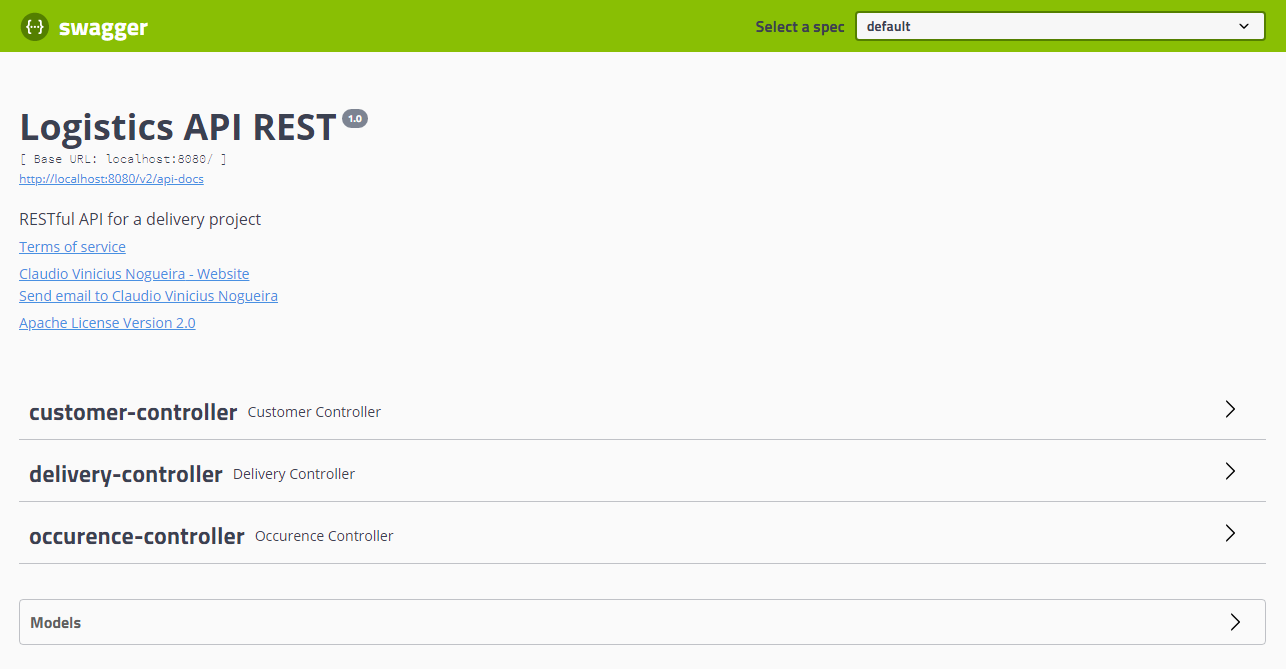 {··} swagger Select a spec default
Logistics API REST 1.0
[ Base URL: localhost:8080/ ]
http://localhost:8080/v2/api-docs
RESTful API for a delivery project
Terms of service
Claudio Vinicius Nogueira - Website
Send email to Claudio Vinicius Nogueira
Apache License Version 2.0
customer-controller Customer Controller
delivery-controller Delivery Controller
occurence-controller Occurence Controller
Models